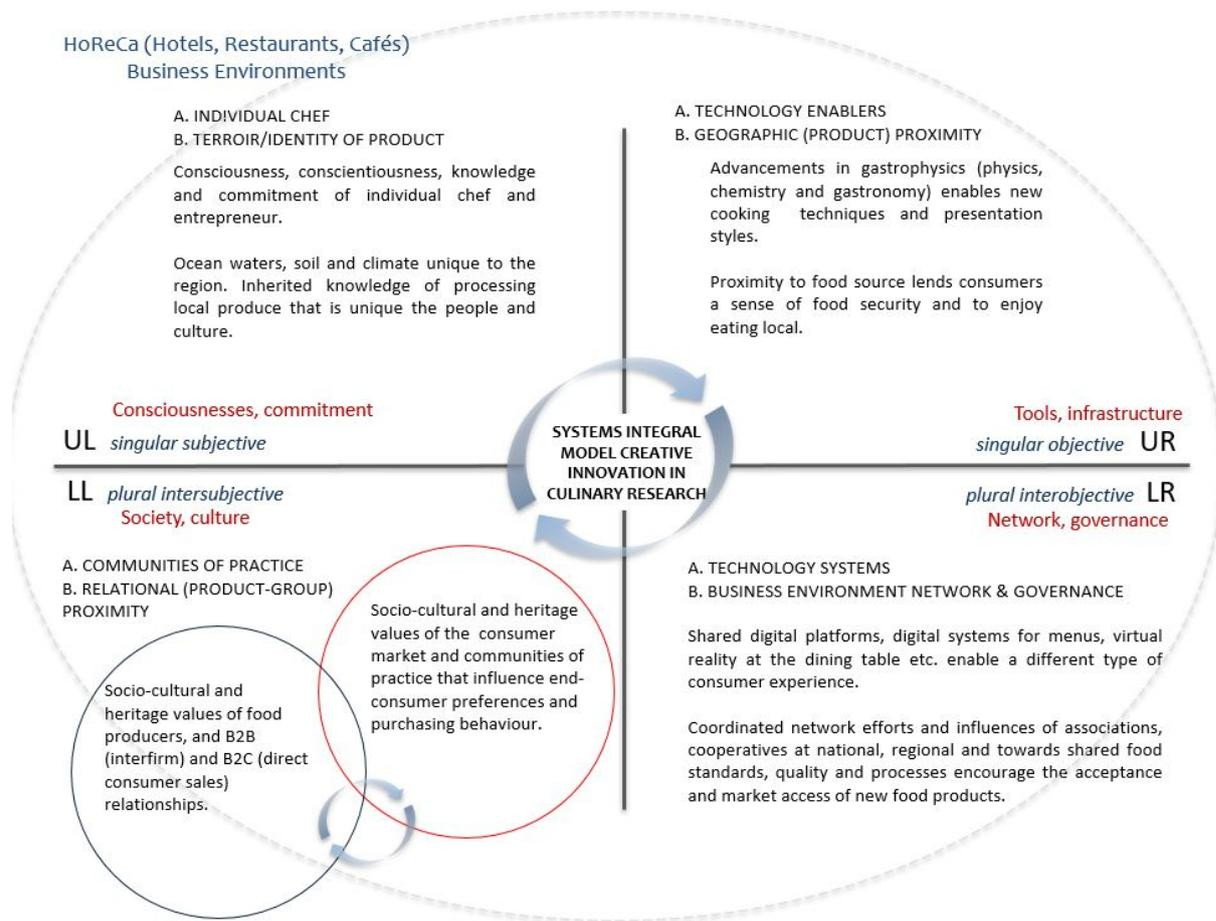 HoReCa (Hotels, Restaurants, Cafés)
Business Environments
A. INDIVIDUAL CHEF
B. TERROIR/IDENTITY OF PRODUCT
Consciousness, conscientiousness, knowledge
and commitment of individual chef and
entrepreneur.
Ocean waters, soil and climate unique to the
region. Inherited knowledge of processing
local produce that is unique the people and
culture.
A. TECHNOLOGY ENABLERS
B. GEOGRAPHIC (PRODUCT) PROXIMITY
Advancements in gastrophysics (physics,
chemistry and gastronomy) enables new
cooking techniques and presentation
styles.
Proximity to food source lends consumers
a sense of food security and to enjoy
eating local.
Consciousnesses, commitment
UL singular subjective
Tools, infrastructure
singular objective UR
SYSTEMS INTEGRAL
MODEL CREATIVE
INNOVATION IN
CULINARY RESEARCH
LL plural intersubjective
Society, culture
plural interobjective LR
Network, governance
A. COMMUNITIES OF PRACTICE
B. RELATIONAL (PRODUCT-GROUP)
PROXIMITY
Socio-cultural and heritage
values of the consumer
market and communities of
practice that influence end-
consumer preferences and
purchasing behaviour.
Socio-cultural and
heritage values of food
producers, and B2B
(interfirm) and B2C (direct
consumer sales)
relationships.
A. TECHNOLOGY SYSTEMS
B. BUSINESS ENVIRONMENT NETWORK & GOVERNANCE
Shared digital platforms, digital systems for menus, virtual
reality at the dining table etc. enable a different type of
consumer experience.
Coordinated network efforts and influences of associations,
cooperatives at national, regional and towards shared food
standards, quality and processes encourage the acceptance
and market access of new food products.